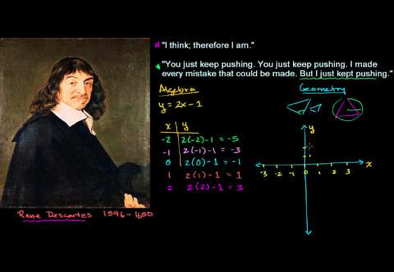 "I think; therefore I am."
"You just keep pushing. You just keep pushing. I made
every mistake that could be made. But I just kept pushing."
Algebra
y = 2x - 1
x y
-2 2(-2)-1 = -5
-1 2(-1)-1 = -3
0 2(0)-1 = -1
1 2(1)-1 = 1
2 2(2)-1 = 3
Geometry
y
x
-3 -2 -1 0 1 2 3
Rene Descartes 1596-1650